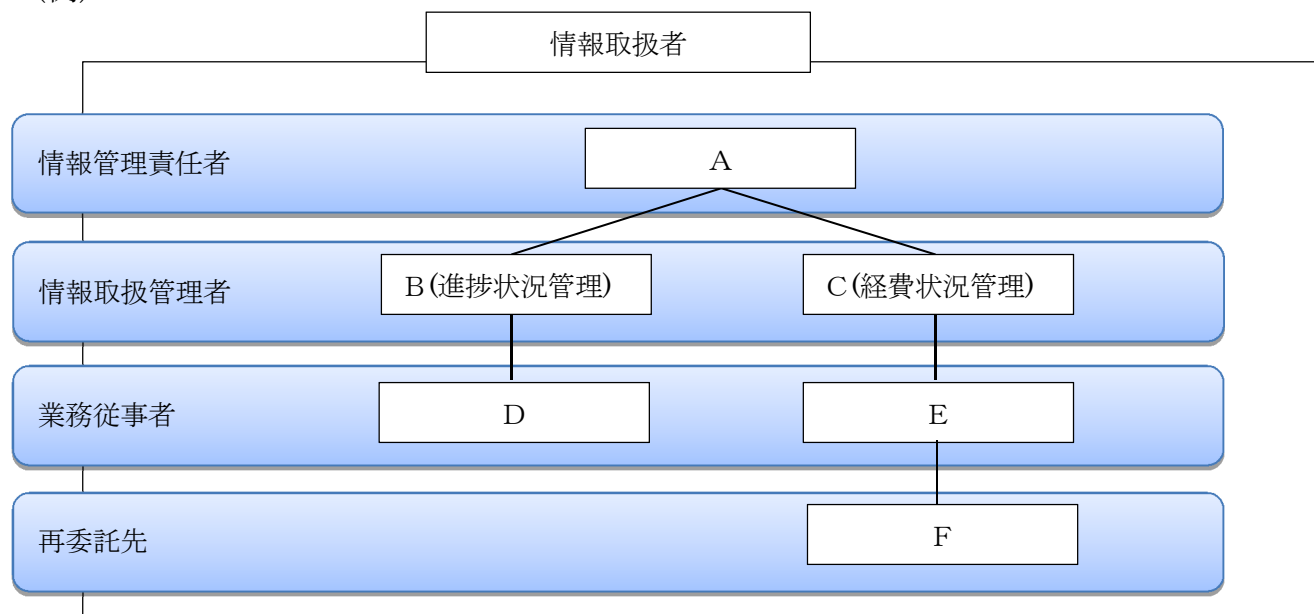 (例)
情報取扱者
情報管理責任者
A
情報取扱管理者
B(進捗状況管理)
C(経費状況管理)
業務従事者
D
E
再委託先
F